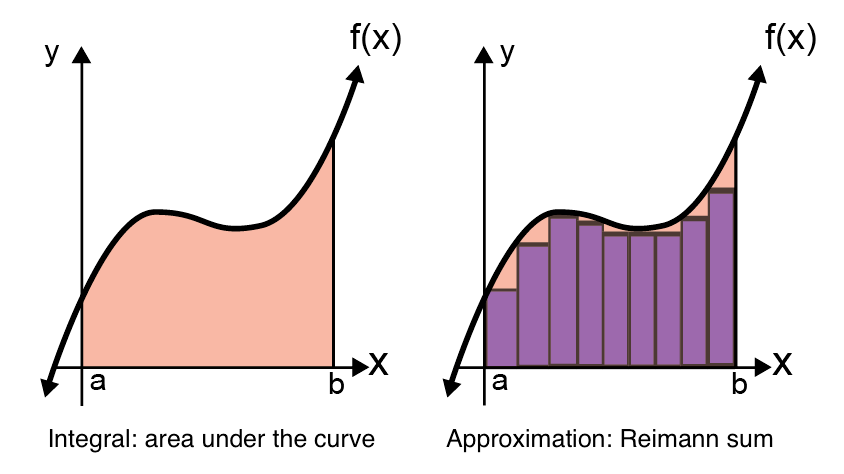 f(x)
y
x
a
b
Integral: area under the curve
f(x)
y
x
a
b
Approximation: Reimann sum